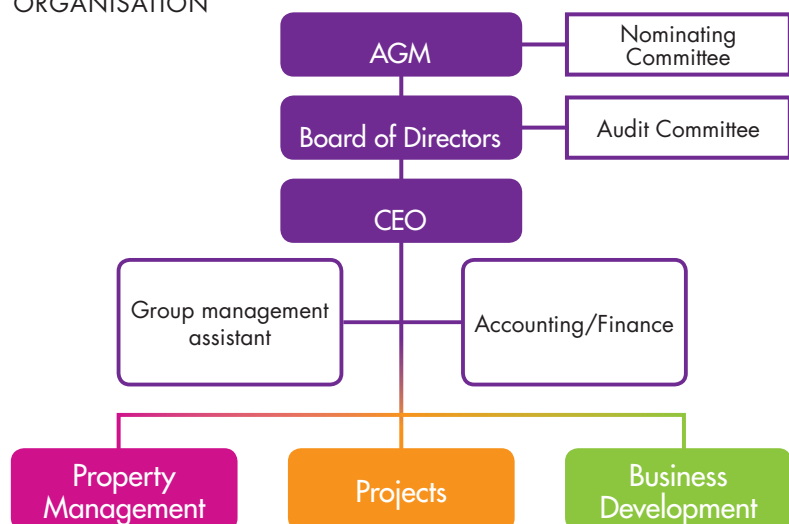 ORGANISATION
AGM
Nominating
Committee
Board of Directors
Audit Committee
CEO
Group management
assistant
Accounting/Finance
Property
Management
Projects
Business
Development